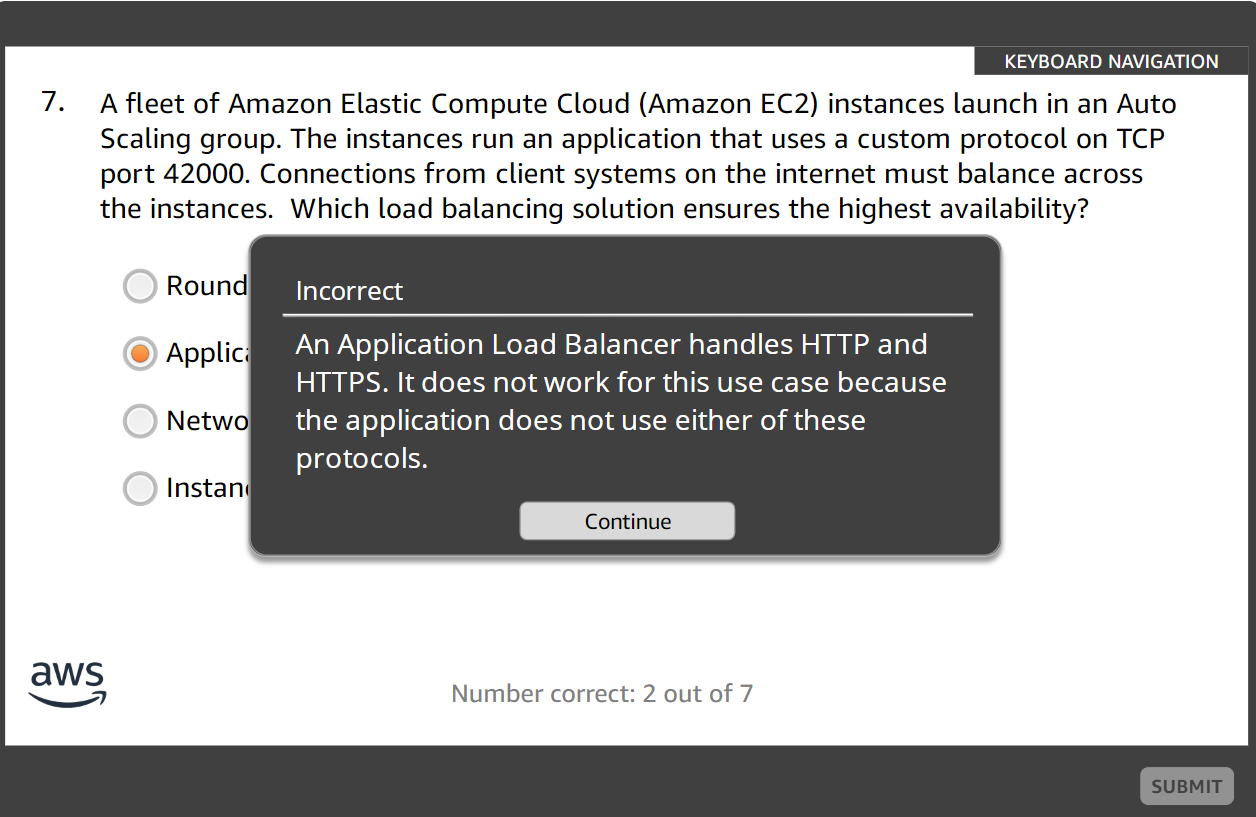 KEYBOARD NAVIGATION
7. A fleet of Amazon Elastic Compute Cloud (Amazon EC2) instances launch in an Auto
Scaling group. The instances run an application that uses a custom protocol on TCP
port 42000. Connections from client systems on the internet must balance across
the instances.  Which load balancing solution ensures the highest availability?
Round
Applica
Netwo
Instan
Incorrect
An Application Load Balancer handles HTTP and
HTTPS. It does not work for this use case because
the application does not use either of these
protocols.
Continue
aws
Number correct: 2 out of 7
SUBMIT